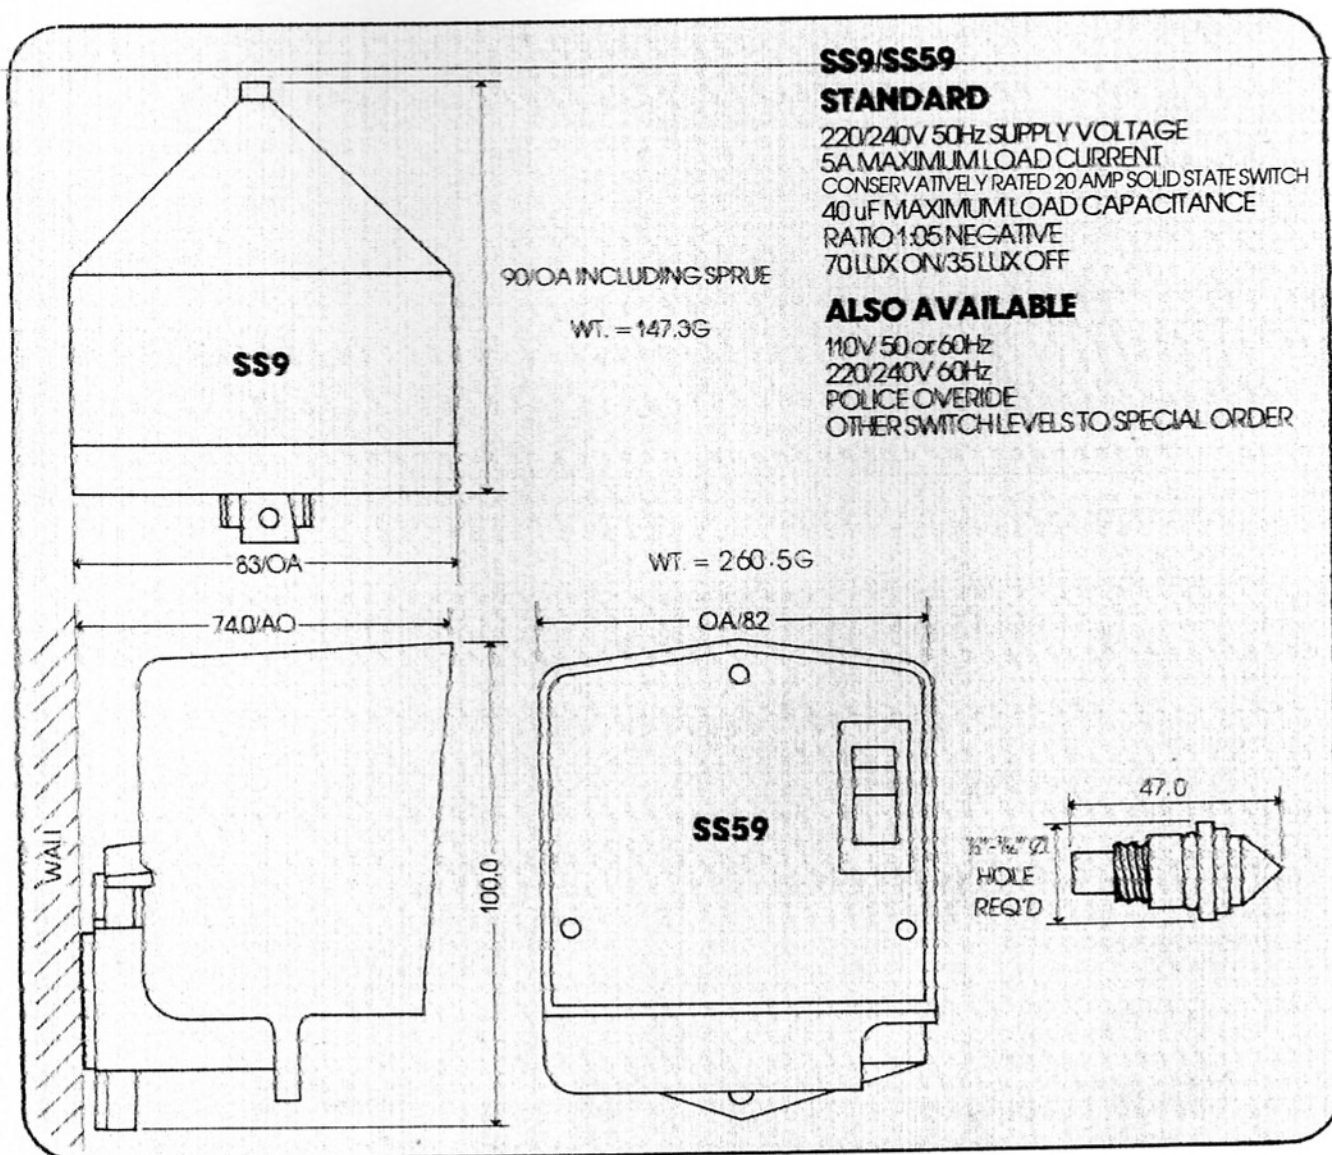 SS9/SS59
STANDARD
220/240V 50Hz SUPPLY VOLTAGE
5A MAXIMUM LOAD CURRENT
CONSERVATIVELY RATED 20 AMP SOLID STATE SWITCH
40 uF MAXIMUM LOAD CAPACITANCE
RATIO 1:05 NEGATIVE
70 LUX ON/35 LUX OFF
ALSO AVAILABLE
110V 50 or 60Hz
220/240V 60Hz
POLICE OVERIDE
OTHER SWITCH LEVELS TO SPECIAL ORDER
90/OA INCLUDING SPRUE
WT. = 147.3G
SS9
83/OA
WT. = 260.5G
74.0/AO
OA/82
WALL
100.0
SS59
47.0
HOLE
REQ'D